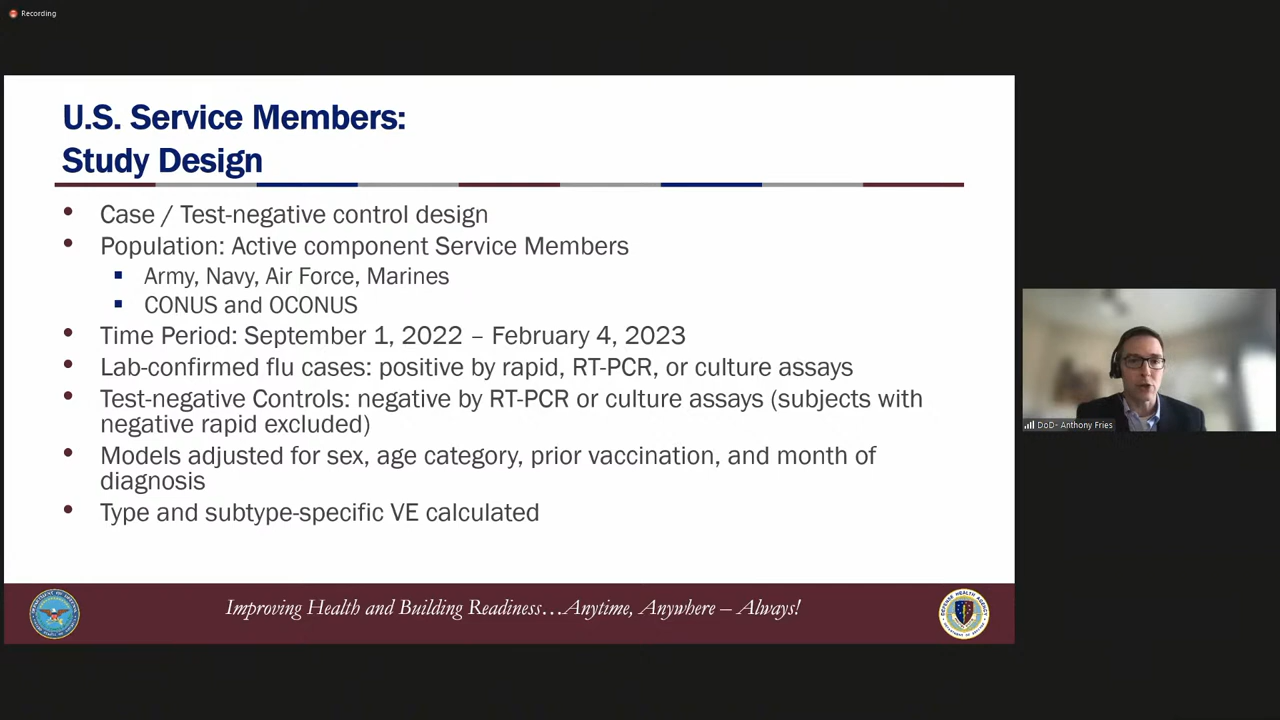 Recording
U.S. Service Members:
Study Design
• Case / Test-negative control design
• Population: Active component Service Members
▪ Army, Navy, Air Force, Marines
▪ CONUS and OCONUS
• Time Period: September 1, 2022 – February 4, 2023
• Lab-confirmed flu cases: positive by rapid, RT-PCR, or culture assays
• Test-negative Controls: negative by RT-PCR or culture assays (subjects with
negative rapid excluded)
• Models adjusted for sex, age category, prior vaccination, and month of
diagnosis
• Type and subtype-specific VE calculated
DoD- Anthony Fries
Improving Health and Building Readiness…Anytime, Anywhere – Always!